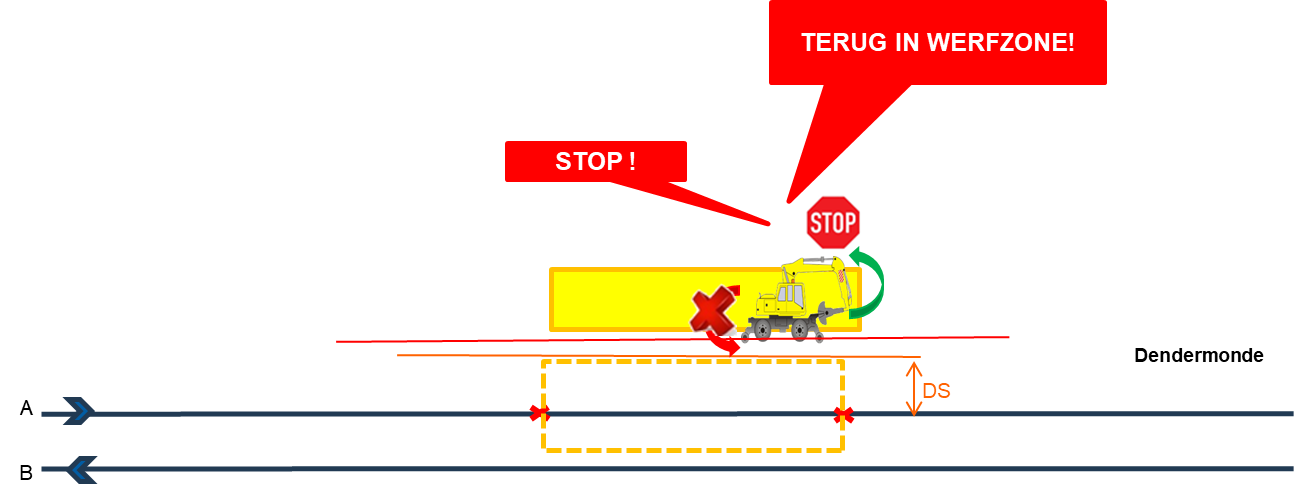 TERUG IN WERFZONE!
STOP !
STOP
Dendermonde
DS
A
B